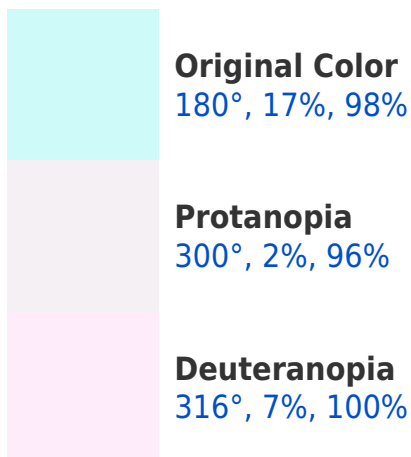 Original Color
180°, 17%, 98%
Protanopia
300°, 2%, 96%
Deuteranopia
316°, 7%, 100%